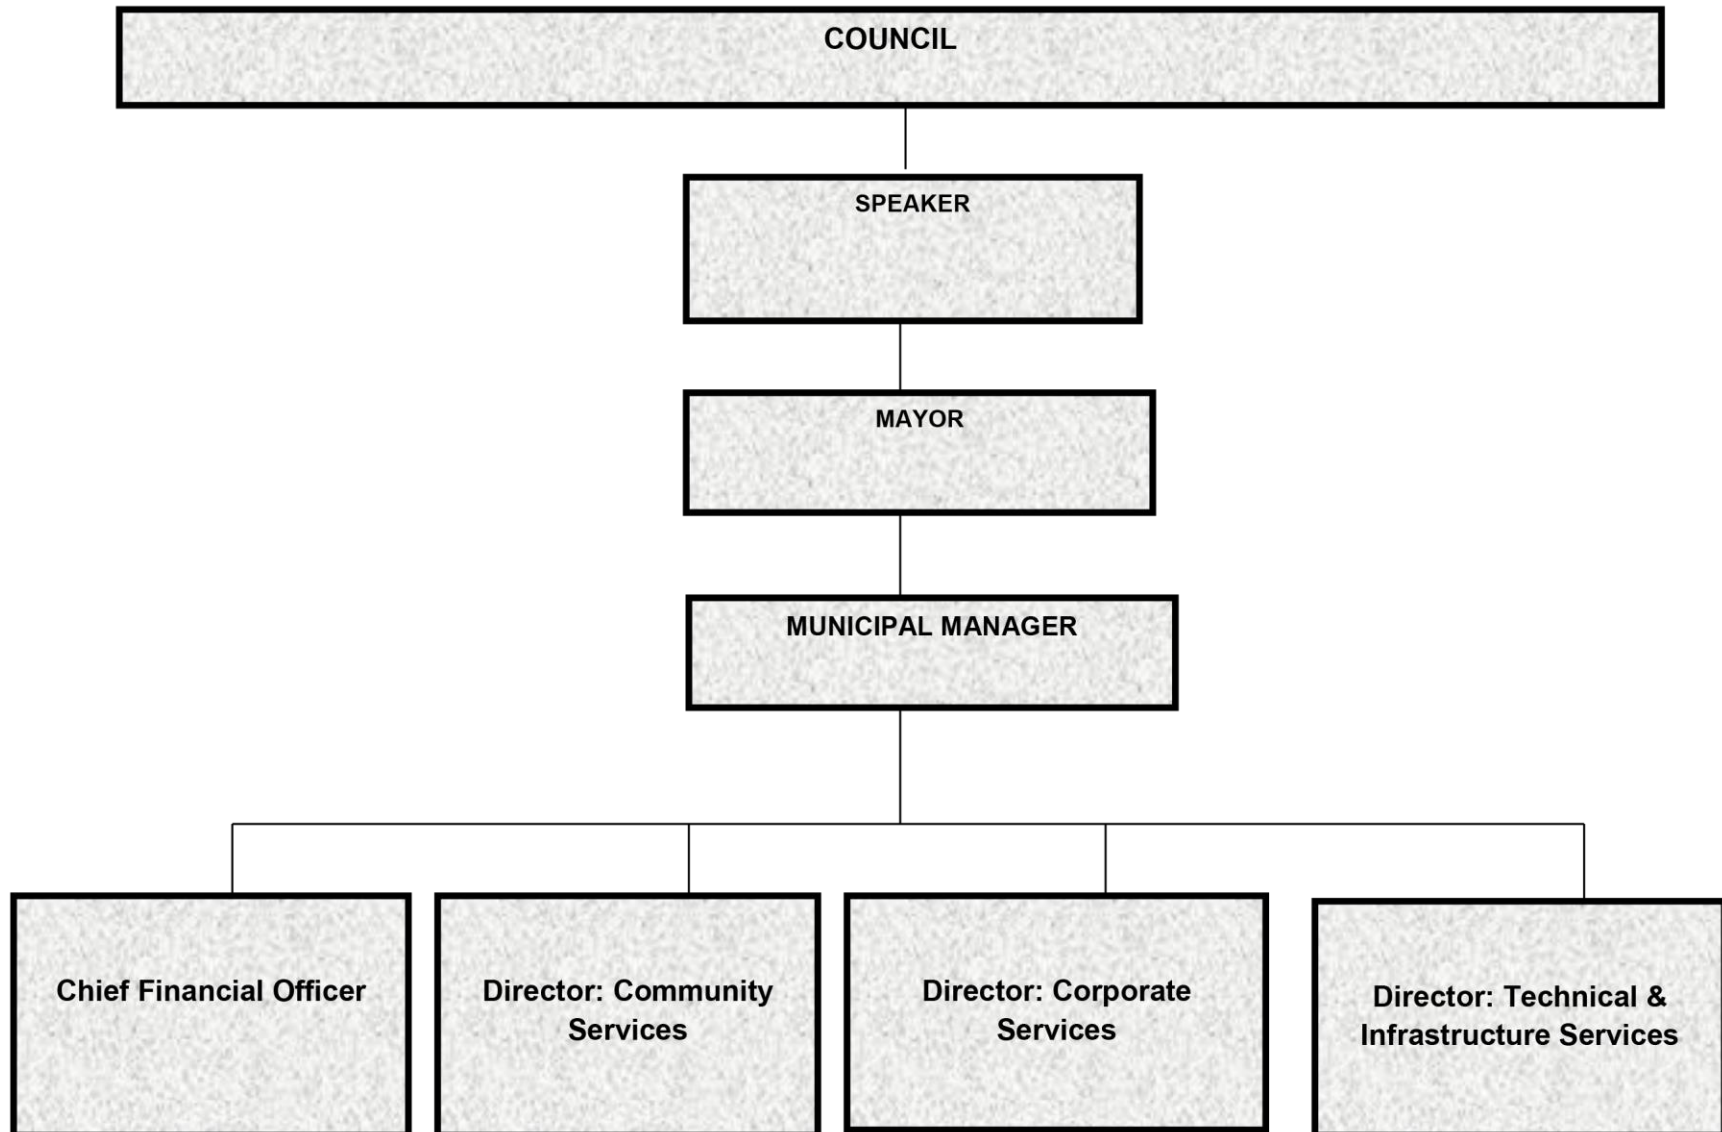 COUNCIL
SPEAKER
MAYOR
MUNICIPAL MANAGER
Chief Financial Officer
Director: Community
Services
Director: Corporate
Services
Director: Technical &
Infrastructure Services